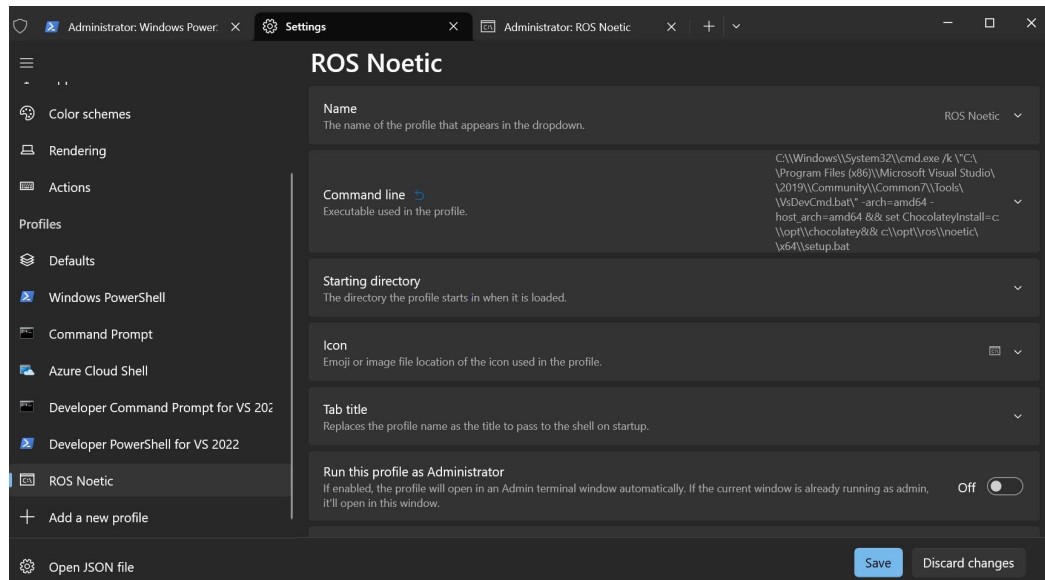 Administrator: Windows Power
Settings
Administrator: ROS Noetic
ROS Noetic
Color schemes
Rendering
Actions
Profiles
Defaults
Windows PowerShell
Command Prompt
Azure Cloud Shell
Developer Command Prompt for VS 202
Developer PowerShell for VS 2022
ROS Noetic
Add a new profile
Open JSON file
Name
The name of the profile that appears in the dropdown.
ROS Noetic
Command line
Executable used in the profile.
C:\\Windows\\System32\\cmd.exe /k \"C:\
\Program Files (x86)\\Microsoft Visual Studio\
\2019\\Community\\Common7\\Tools\
\VsDevCmd.bat\" -arch=amd64 -
host_arch=amd64 && set ChocolateyInstall=c:
\\opt\\chocolatey&& c:\\opt\\ros\\noetic\
\x64\\setup.bat
Starting directory
The directory the profile starts in when it is loaded.
Icon
Emoji or image file location of the icon used in the profile.
Tab title
Replaces the profile name as the title to pass to the shell on startup.
Run this profile as Administrator
If enabled, the profile will open in an Admin terminal window automatically. If the current window is already running as admin,
it'll open in this window.
Off
Save
Discard changes